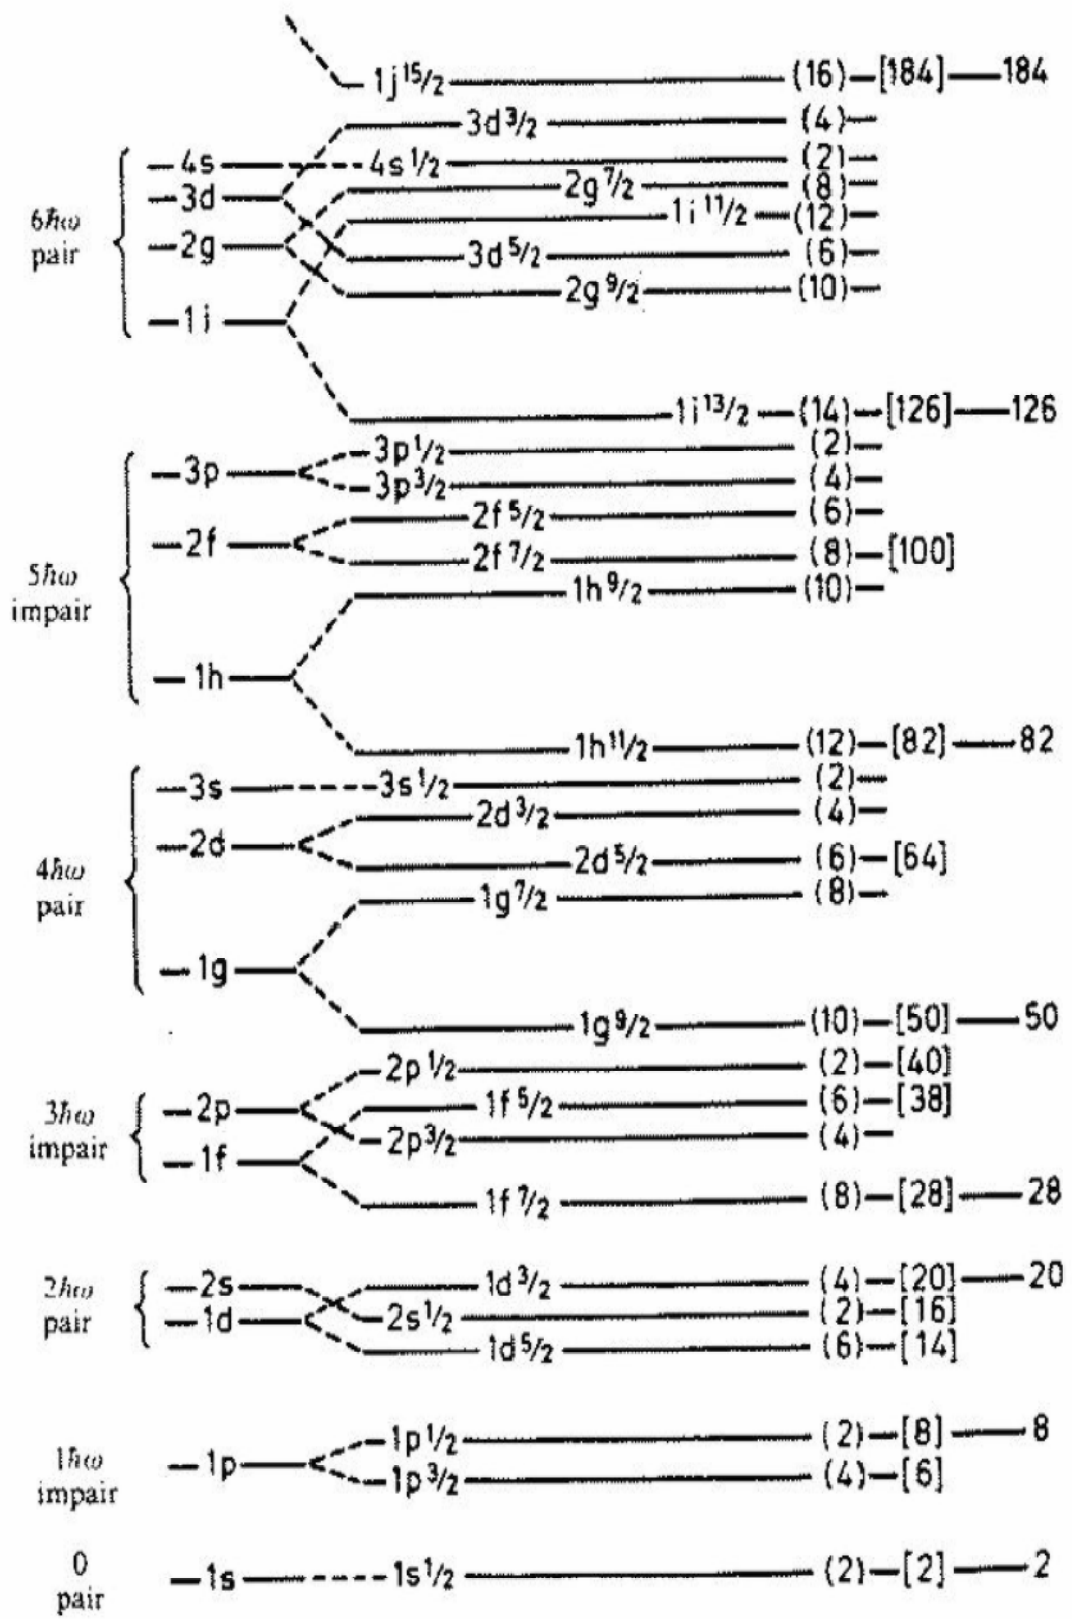 1j 15/2 (16) [184] 184
3d 3/2 (4)
4s 4s 1/2 (2)
3d 2g 7/2 (8)
1i 11/2 (12)
6ħω
pair
2g 3d 5/2 (6)
2g 9/2 (10)
1i
1i 13/2 (14) [126] 126
3p 1/2 (2)
3p 3p 3/2 (4)
2f 5/2 (6)
2f 2f 7/2 (8) [100]
5ħω
impair
1h 9/2 (10)
1h
1h 11/2 (12) [82] 82
3s 3s 1/2 (2)
2d 3/2 (4)
2d 2d 5/2 (6) [64]
4ħω
pair
1g 7/2 (8)
1g
1g 9/2 (10) [50] 50
2p 1/2 (2) [40]
2p 1f 5/2 (6) [38]
3ħω
impair
2p 3/2 (4)
1f
1f 7/2 (8) [28] 28
2s 1d 3/2 (4) [20] 20
2ħω
pair
1d 2s 1/2 (2) [16]
1d 5/2 (6) [14]
1p 1/2 (2) [8] 8
1ħω
impair
1p 1p 3/2 (4) [6]
0
pair
1s 1s 1/2 (2) [2] 2